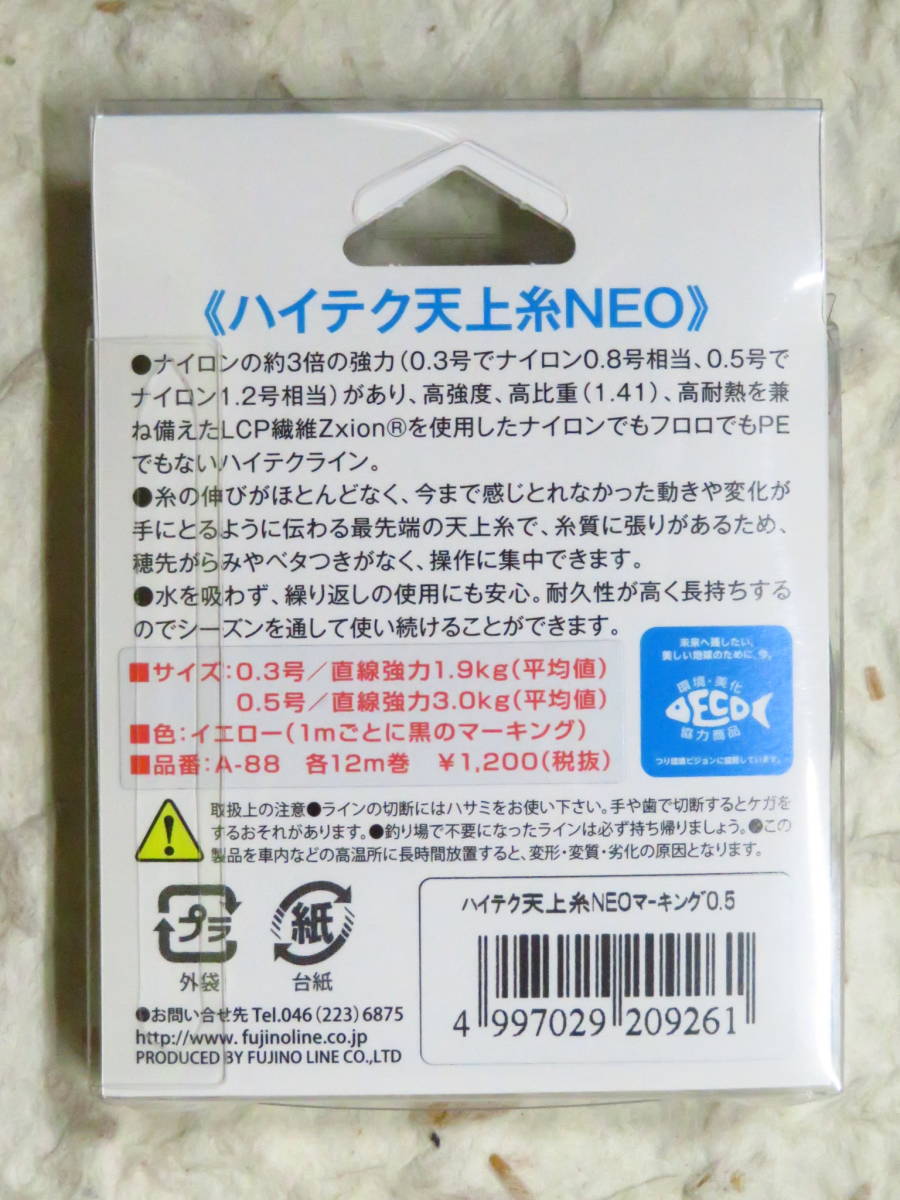 《ハイテク天上糸NEO》
●ナイロンの約3倍の強力(0.3号でナイロン0.8号相当、0.5号で
ナイロン1.2号相当)があり、高強度、高比重(1.41)、高耐熱を兼
ね備えたLCP繊維Zxion®を使用したナイロンでもフロロでもPE
でもないハイテクライン。
●糸の伸びがほとんどなく、今まで感じとれなかった動きや変化が
手にとるように伝わる最先端の天上糸で、糸質に張りがあるため、
穂先がらみやベタつきがなく、操作に集中できます。
●水を吸わず、繰り返しの使用にも安心。耐久性が高く長持ちする
のでシーズンを通して使い続けることができます。
■サイズ:0.3号/直線強力1.9kg(平均値)
0.5号/直線強力3.0kg(平均値)
■色:イエロー(1mごとに黒のマーキング)
■品番:A-88 各12m巻 ¥1,200(税抜)
未来へ残したい、
美しい地球のために、今。
環境・美化
ECO
協力商品
つり環境ビジョンに協賛しています。
取扱上の注意●ラインの切断にはハサミをお使い下さい。手や歯で切断するとケガを
するおそれがあります。●釣り場で不要になったラインは必ず持ち帰りましょう。●この
製品を車内などの高温所に長時間放置すると、変形・変質・劣化の原因となります。
プラ
外袋
紙
台紙
ハイテク天上糸NEOマーキング0.5
4 997029 209261
●お問い合せ先 Tel.046(223)6875
http://www.fujinoline.co.jp
PRODUCED BY FUJINO LINE CO.,LTD